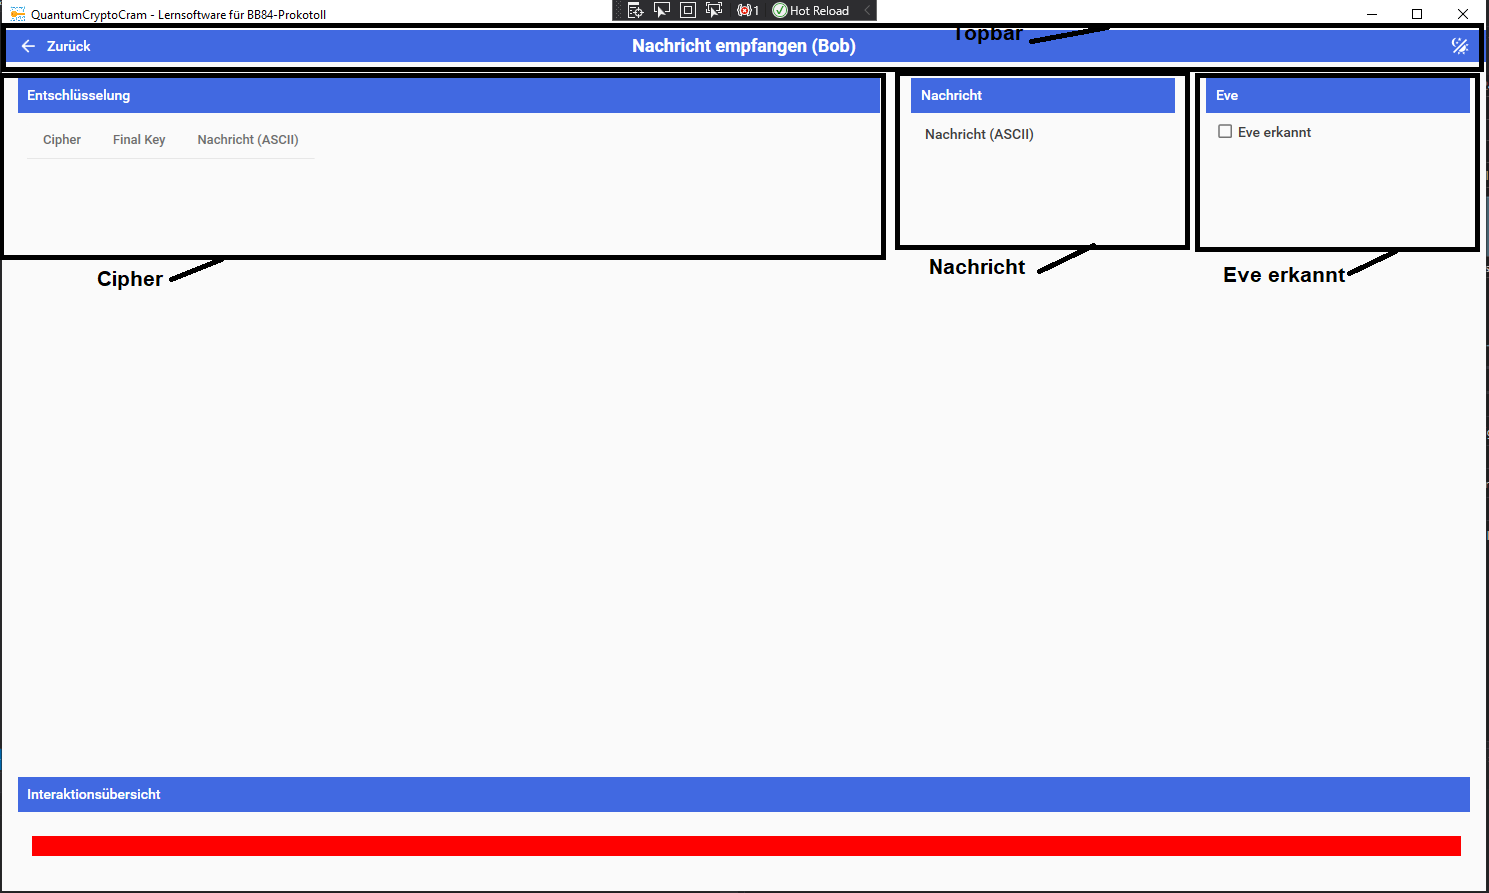 QuantumCryptoCram - Lernsoftware für BB84-Prokotoll
1
Hot Reload
Topbar
Zurück
Nachricht empfangen (Bob)
Entschlüsselung
Nachricht
Eve
Cipher
Final Key
Nachricht (ASCII)
Nachricht (ASCII)
Eve erkannt
Cipher
Nachricht
Eve erkannt
Interaktionsübersicht